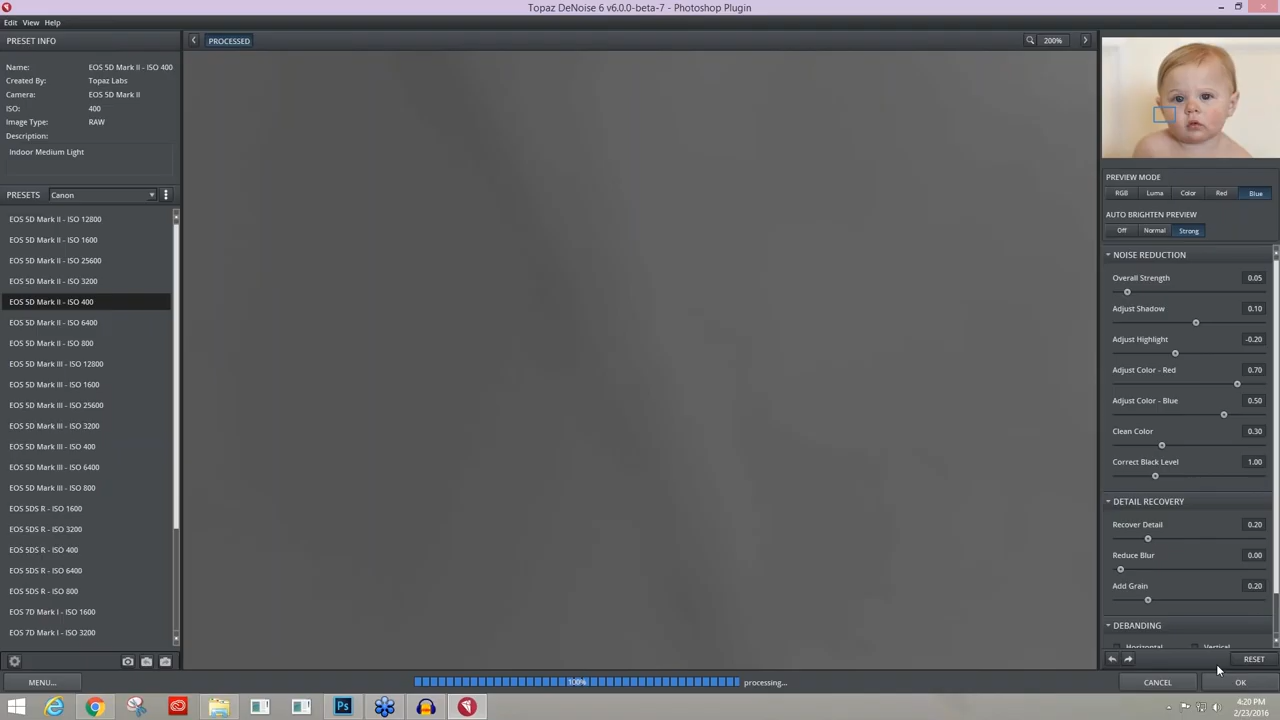 Topaz DeNoise 6 v6.0.0-beta-7 - Photoshop Plugin
Edit View Help
PRESET INFO
PROCESSED
200%
Name: EOS 5D Mark II - ISO 400
Created By: Topaz Labs
Camera: EOS 5D Mark II
ISO: 400
Image Type: RAW
Description:
Indoor Medium Light
PRESETS Canon
EOS 5D Mark II - ISO 12800
EOS 5D Mark II - ISO 1600
EOS 5D Mark II - ISO 25600
EOS 5D Mark II - ISO 3200
EOS 5D Mark II - ISO 400
EOS 5D Mark II - ISO 6400
EOS 5D Mark II - ISO 800
EOS 5D Mark III - ISO 12800
EOS 5D Mark III - ISO 1600
EOS 5D Mark III - ISO 25600
EOS 5D Mark III - ISO 3200
EOS 5D Mark III - ISO 400
EOS 5D Mark III - ISO 6400
EOS 5D Mark III - ISO 800
EOS 5DS R - ISO 1600
EOS 5DS R - ISO 3200
EOS 5DS R - ISO 400
EOS 5DS R - ISO 6400
EOS 5DS R - ISO 800
EOS 7D Mark I - ISO 1600
EOS 7D Mark I - ISO 3200
MENU...
100% processing...
PREVIEW MODE
RGB Luma Color Red Blue
AUTO BRIGHTEN PREVIEW
Off Normal Strong
NOISE REDUCTION
Overall Strength 0.05
Adjust Shadow 0.10
Adjust Highlight -0.20
Adjust Color - Red 0.70
Adjust Color - Blue 0.50
Clean Color 0.30
Correct Black Level 1.00
DETAIL RECOVERY
Recover Detail 0.20
Reduce Blur 0.00
Add Grain 0.20
DEBANDING
Horizontal Vertical
RESET
CANCEL OK
Ps
4:20 PM
2/23/2016